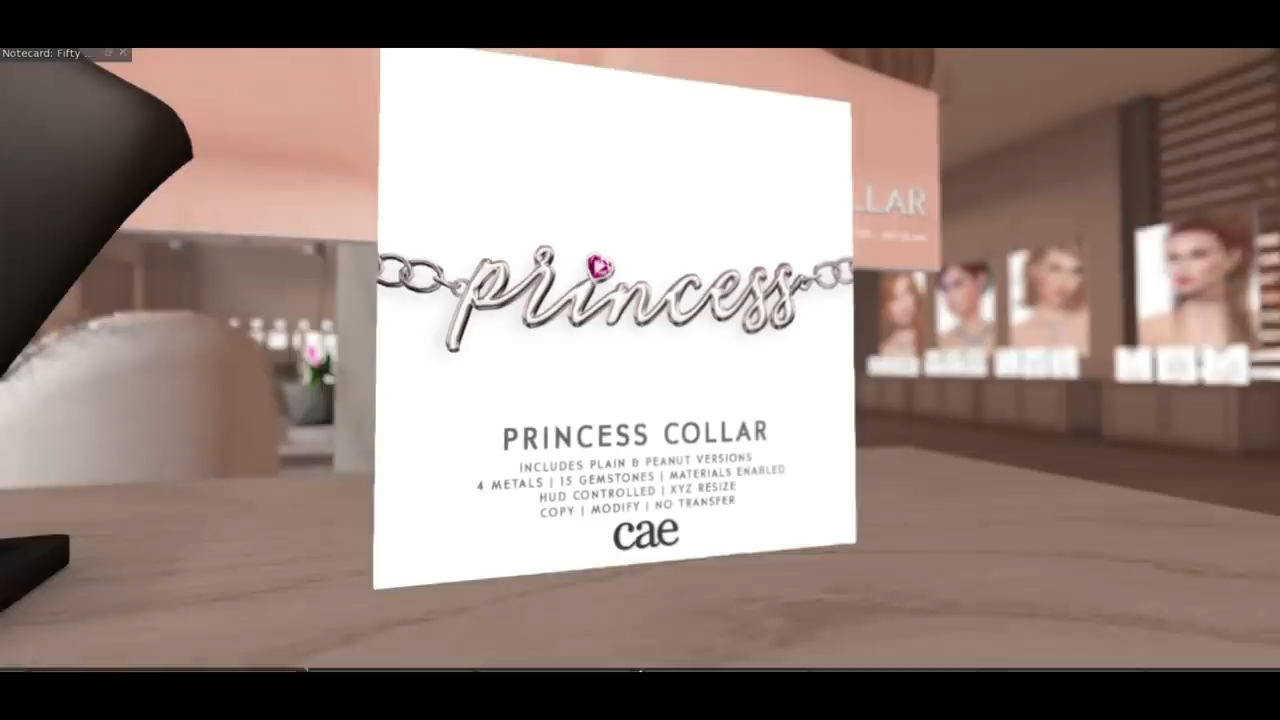 Notecard: Fifty ...
LLAR
princess
PRINCESS COLLAR
INCLUDES PLAIN & PEANUT VERSIONS
4 METALS | 15 GEMSTONES | MATERIALS ENABLED
HUD CONTROLLED | XYZ RESIZE
COPY | MODIFY | NO TRANSFER
cae